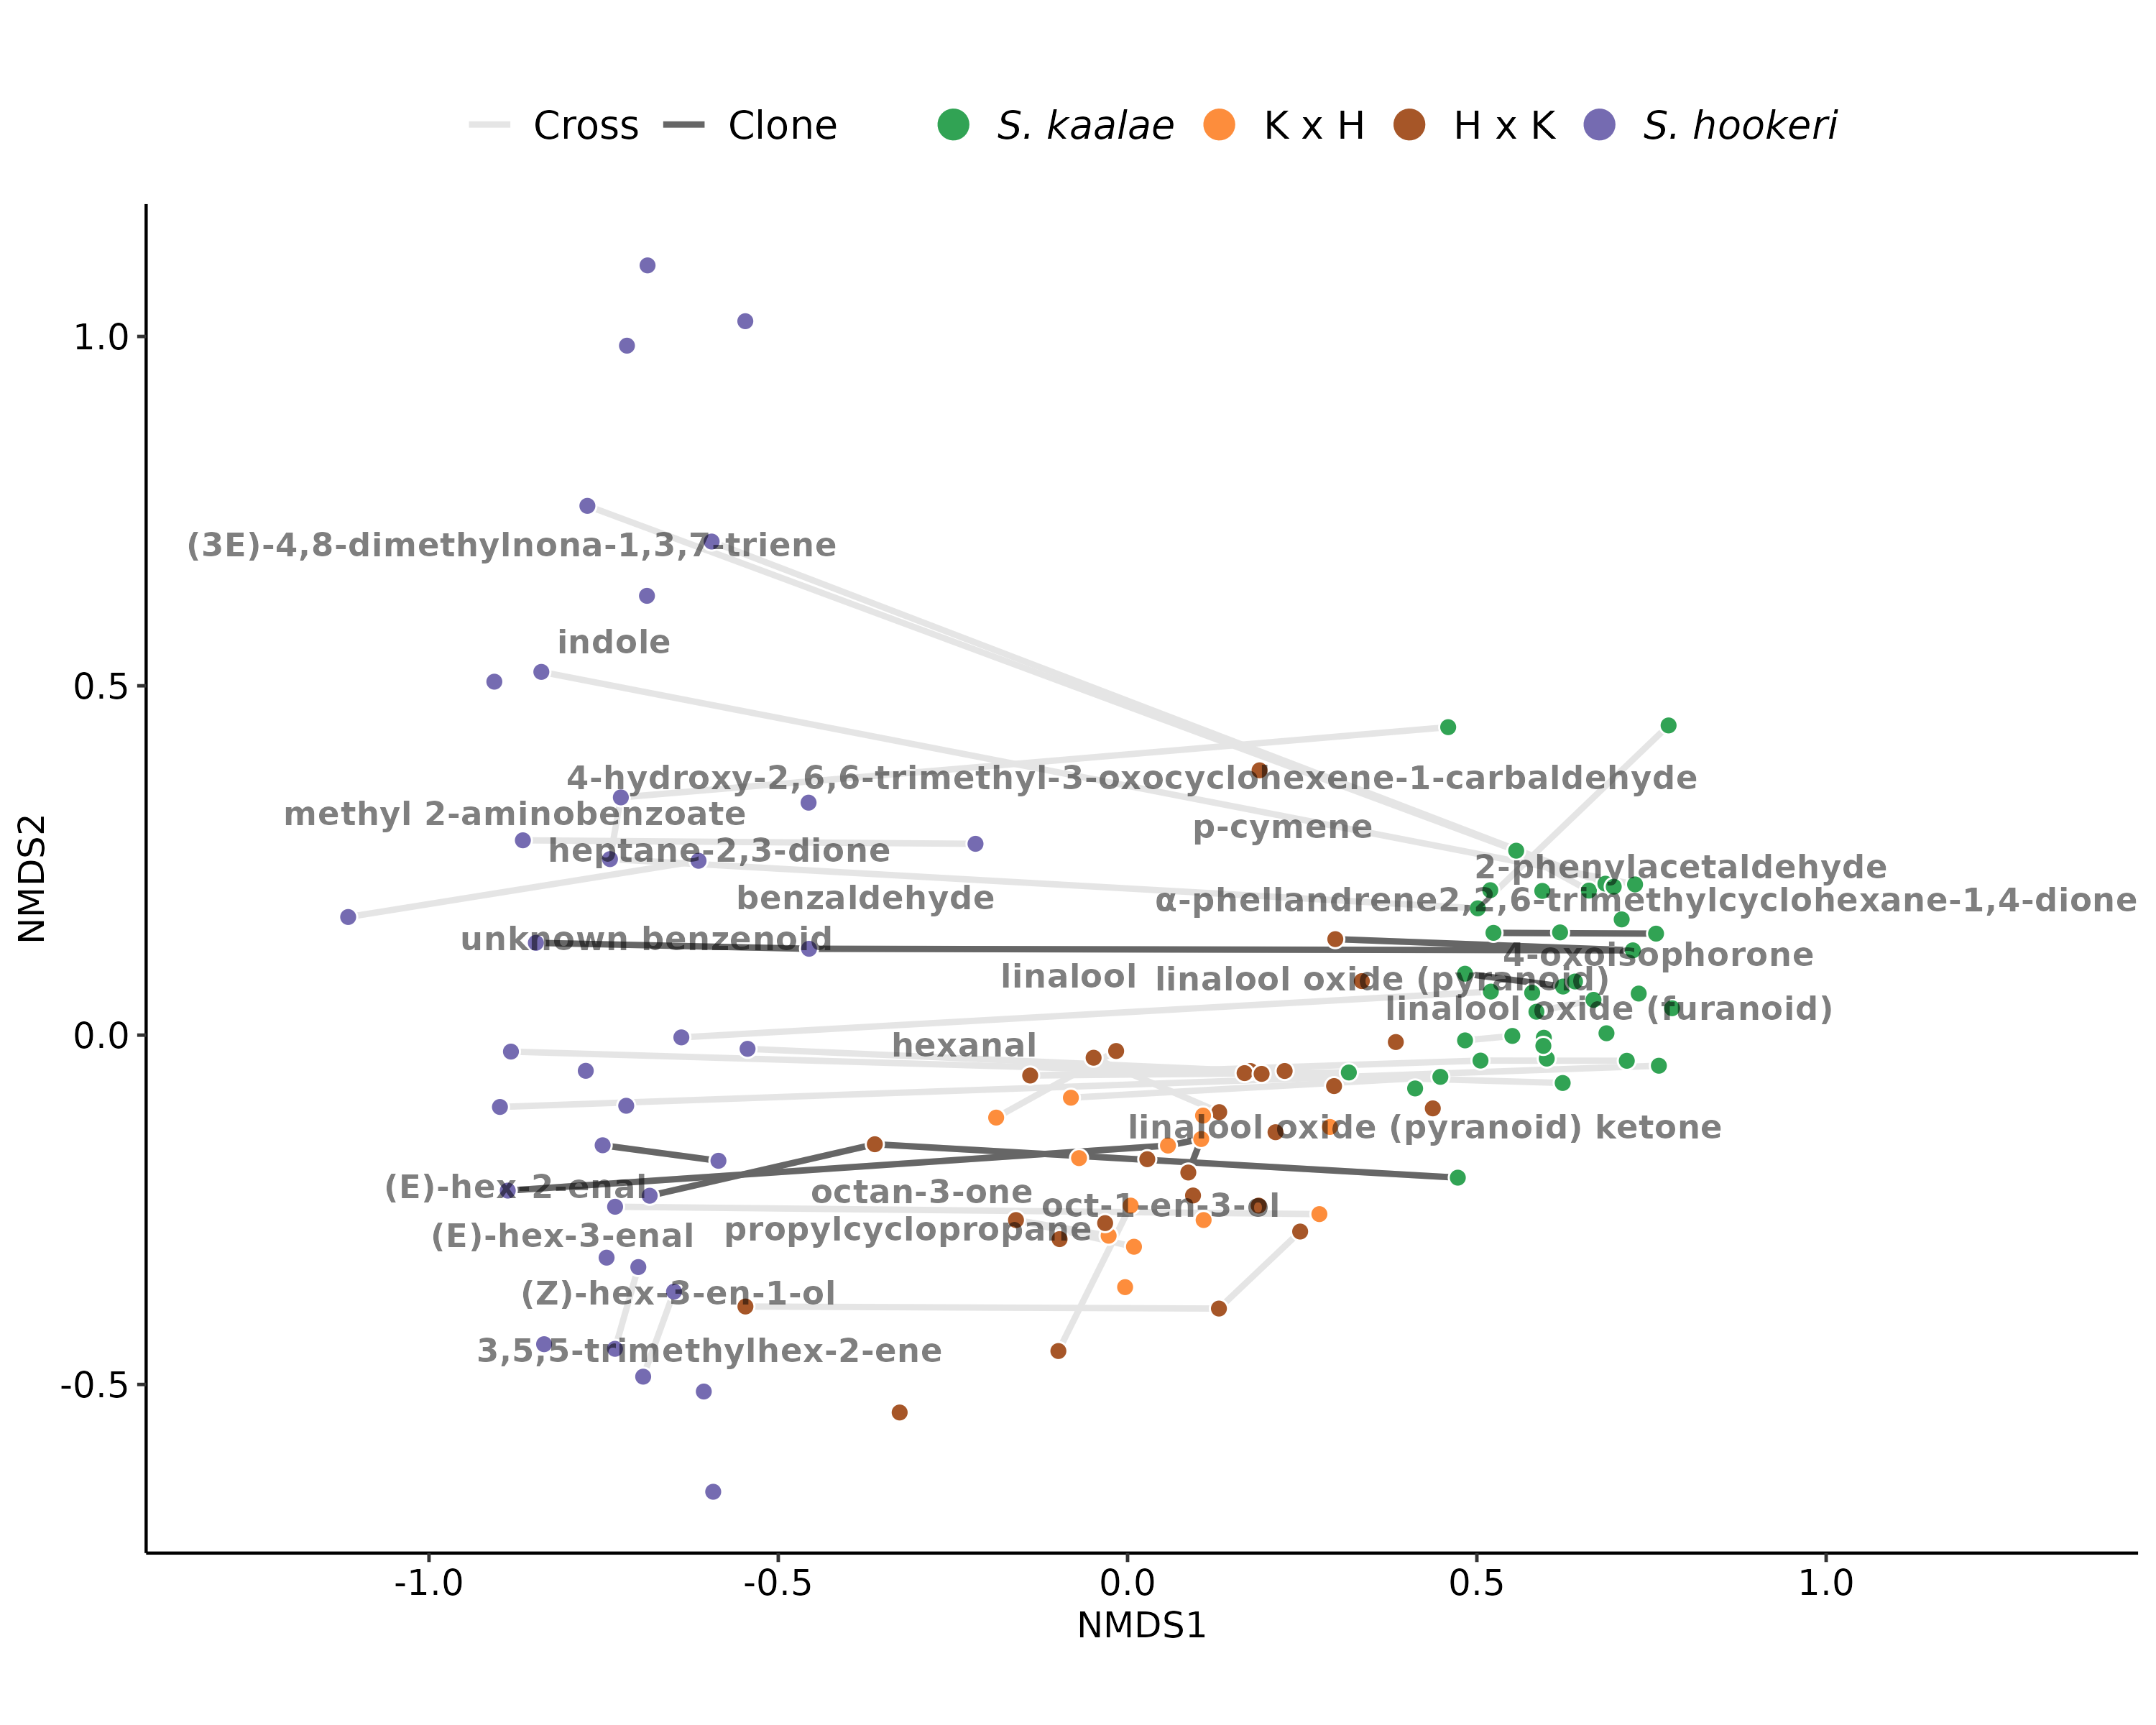 Cross Clone S. kaalae K x H H x K S. hookeri
NMDS2
1.0
0.5
0.0
-0.5
(3E)-4,8-dimethylnona-1,3,7-triene
indole
4-hydroxy-2,6,6-trimethyl-3-oxocyclohexene-1-carbaldehyde
methyl 2-aminobenzoate
p-cymene
heptane-2,3-dione
2-phenylacetaldehyde
benzaldehyde
α-phellandrene2,2,6-trimethylcyclohexane-1,4-dione
unknown benzenoid
4-oxoisophorone
linalool
linalool oxide (pyranoid)
linalool oxide (furanoid)
hexanal
linalool oxide (pyranoid) ketone
(E)-hex-2-enal
octan-3-one
oct-1-en-3-ol
propylcyclopropane
(E)-hex-3-enal
(Z)-hex-3-en-1-ol
3,5,5-trimethylhex-2-ene
-1.0 -0.5 0.0 0.5 1.0
NMDS1